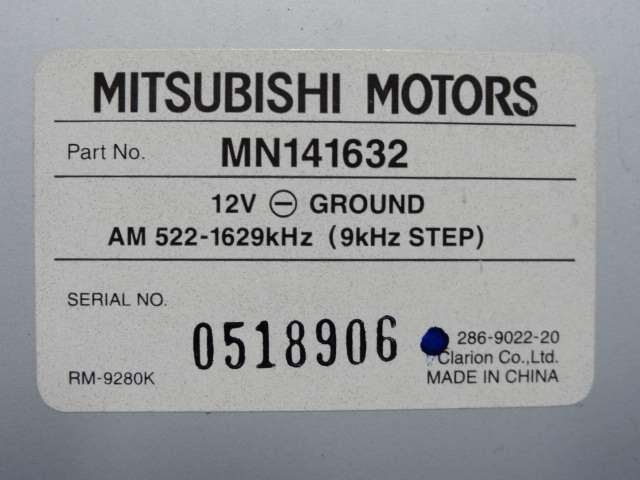 MITSUBISHI MOTORS
Part No. MN141632
12V ⊖ GROUND
AM 522-1629kHz (9kHz STEP)
SERIAL NO.
0518906
286-9022-20
Clarion Co.,Ltd.
RM-9280K
MADE IN CHINA